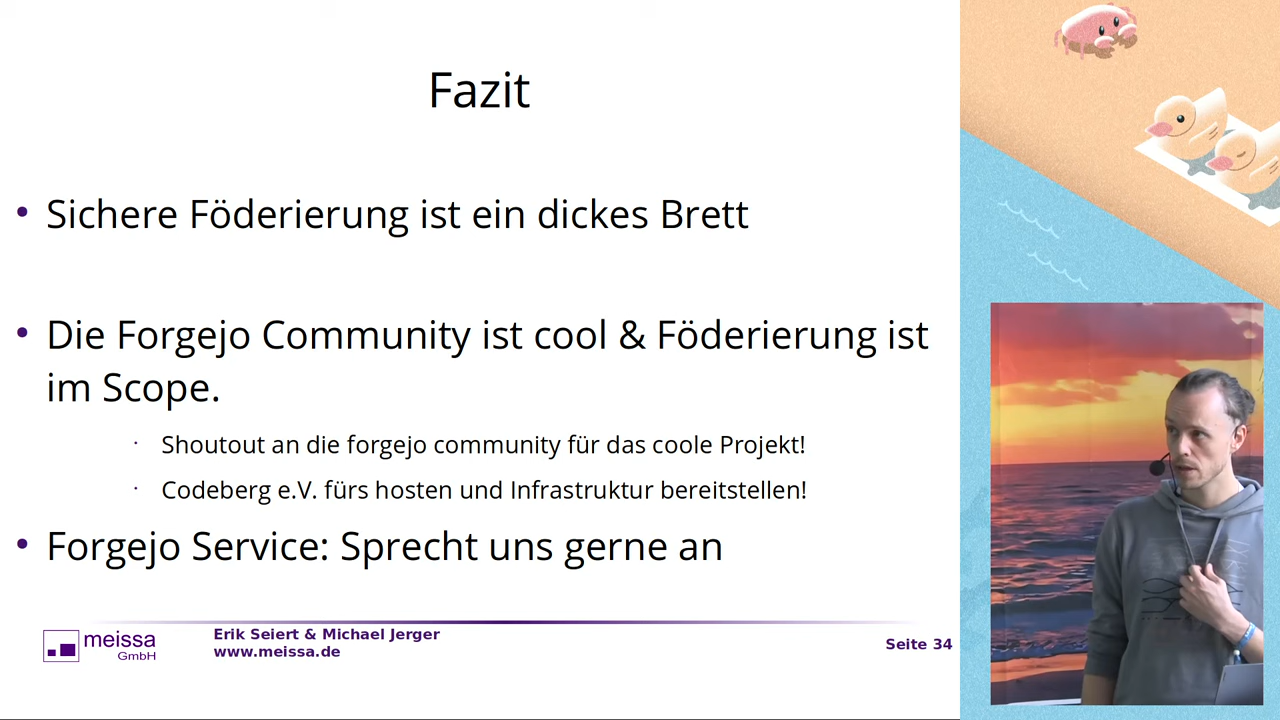 Fazit
• Sichere Föderierung ist ein dickes Brett
• Die Forgejo Community ist cool & Föderierung ist
im Scope.
· Shoutout an die forgejo community für das coole Projekt!
· Codeberg e.V. fürs hosten und Infrastruktur bereitstellen!
• Forgejo Service: Sprecht uns gerne an
meissa
GmbH
Erik Seiert & Michael Jerger
www.meissa.de
Seite 34